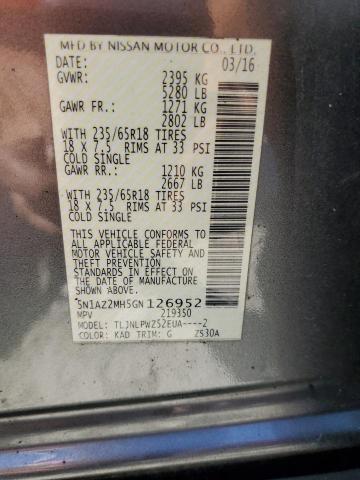 MFD BY NISSAN MOTOR CO., LTD.
DATE: 03/16
GVWR: 2395 KG
5280 LB
GAWR FR.: 1271 KG
2802 LB
WITH 235/65R18 TIRES
18 X 7.5 RIMS AT 33 PSI
COLD SINGLE
GAWR RR.: 1210 KG
2667 LB
WITH 235/65R18 TIRES
18 X 7.5 RIMS AT 33 PSI
COLD SINGLE
THIS VEHICLE CONFORMS TO
ALL APPLICABLE FEDERAL
MOTOR VEHICLE SAFETY
AND THEFT PREVENTION
STANDARDS IN EFFECT ON
THE DATE OF MANUFACTURE
SHOWN ABOVE.
5N1AZ2MH5GN126952
MPV 219350
MODEL: TLJNLPWZ52EUA----2
COLOR: KAD TRIM: G Z530A